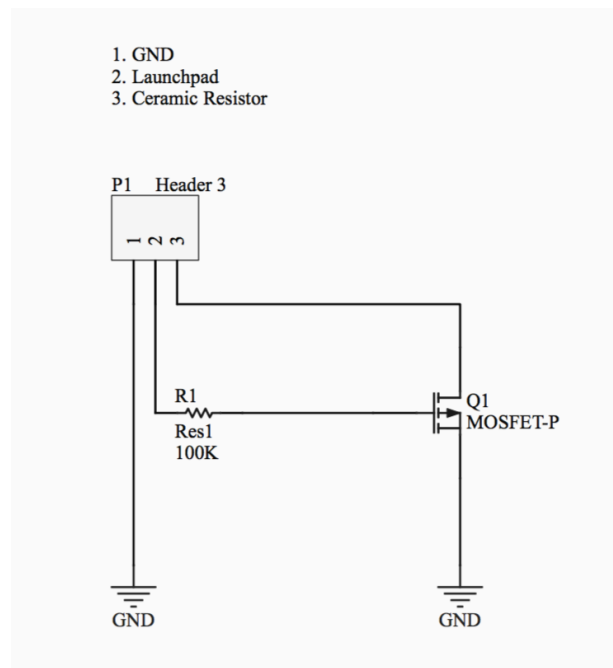 1. GND
2. Launchpad
3. Ceramic Resistor
P1 Header 3
1 2 3
R1
Res1
100K
Q1
MOSFET-P
GND
GND